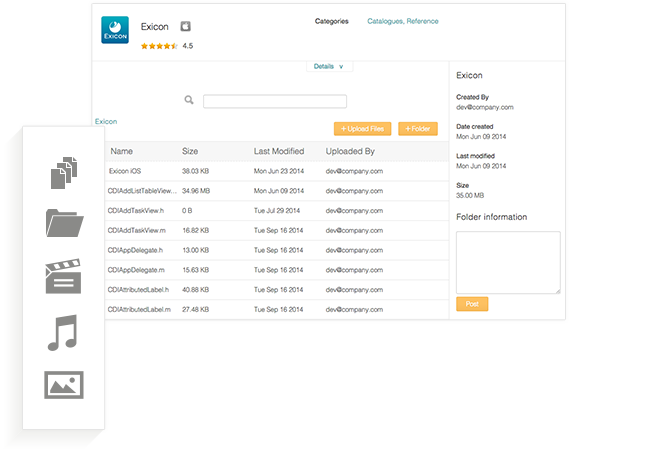 EXICON
Exicon
4.5
Categories Catalogues, Reference
Details v
Exicon
+ Upload Files + Folder
Name Size Last Modified Uploaded By
Exicon iOS 38.03 KB Mon Jun 23 2014 dev@company.com
CDIAddListTableView... 34.96 MB Mon Jun 09 2014 dev@company.com
CDIAddTaskView.h 0 B Tue Jul 29 2014 dev@company.com
CDIAddTaskView.m 16.82 KB Tue Sep 16 2014 dev@company.com
CDIAppDelegate.h 13.00 KB Tue Sep 16 2014 dev@company.com
CDIAppDelegate.m 15.63 KB Tue Sep 16 2014 dev@company.com
CDIAttributedLabel.h 40.88 KB Tue Sep 16 2014 dev@company.com
CDIAttributedLabel.m 27.48 KB Tue Sep 16 2014 dev@company.com
Exicon
Created By
dev@company.com
Date created
Mon Jun 09 2014
Last modified
Mon Jun 09 2014
Size
35.00 MB
Folder information
Post